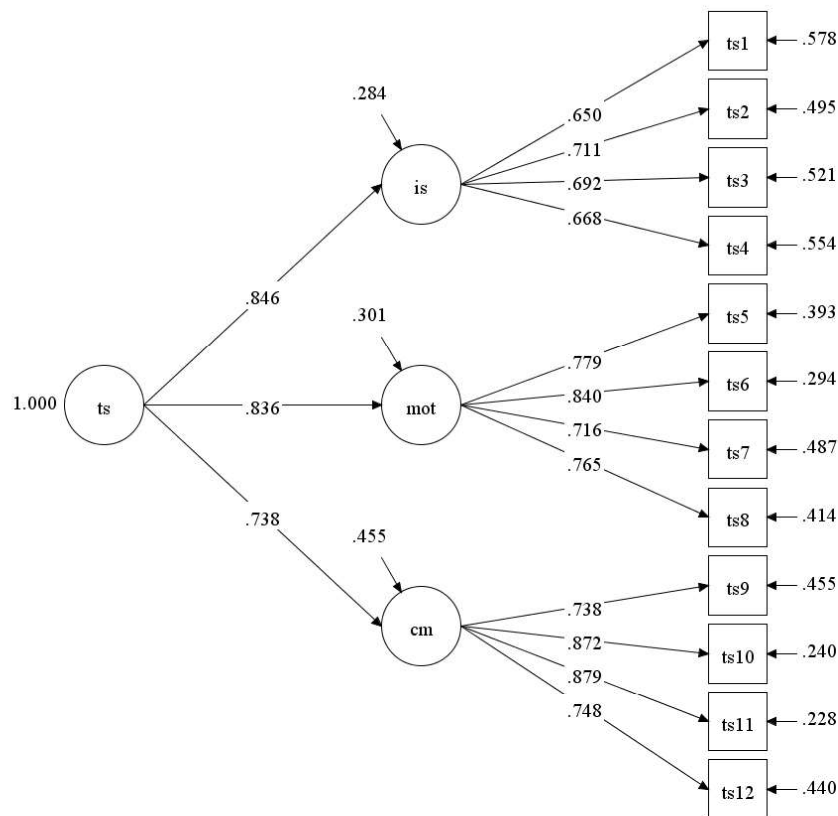 ts1
.578
.284
.650
ts2
.495
.711
is
.692
ts3
.521
.668
ts4
.554
.846
.301
ts5
.393
.779
1.000
ts
.836
mot
.840
ts6
.294
.716
ts7
.487
.765
ts8
.414
.738
.455
ts9
.455
.738
cm
.872
ts10
.240
.879
ts11
.228
.748
ts12
.440